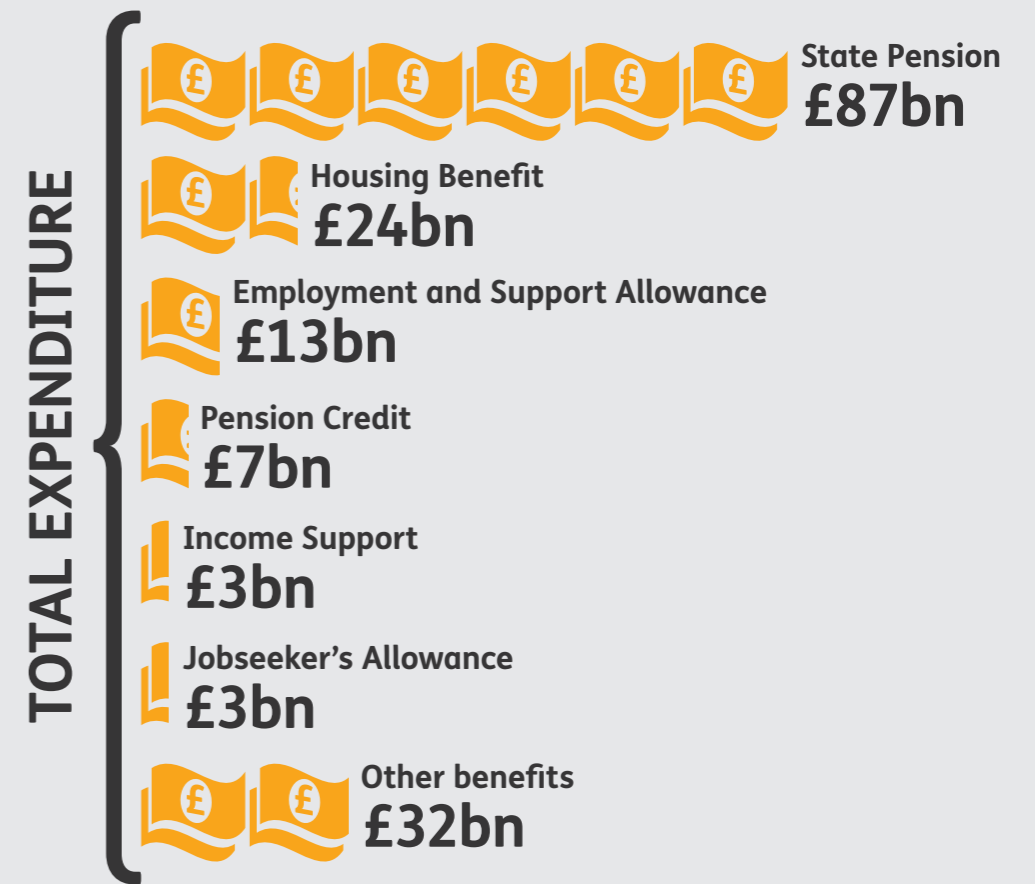 TOTAL EXPENDITURE
£ £ £ £ £ £
State Pension
£87bn
£
Housing Benefit
£24bn
£
Employment and Support Allowance
£13bn
Pension Credit
£7bn
Income Support
£3bn
Jobseeker’s Allowance
£3bn
£ £
Other benefits
£32bn